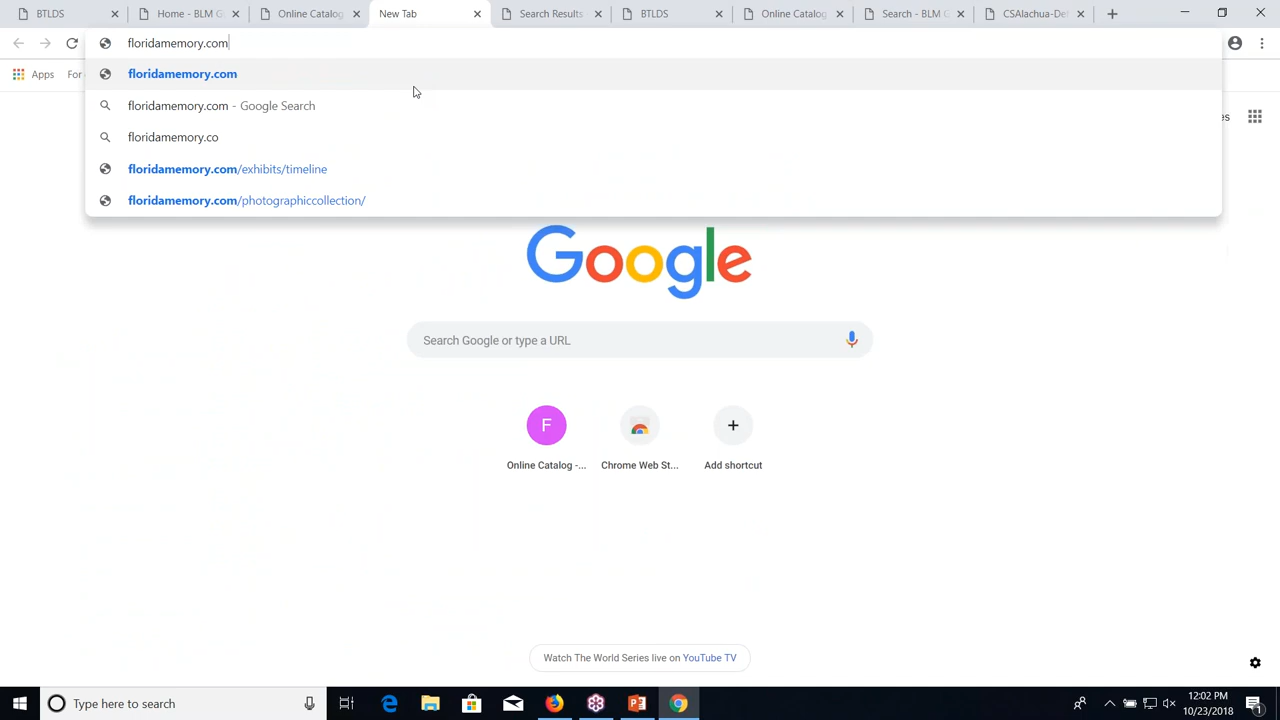 BTLDS
Home - BLM G
Online Catalog
New Tab
Search Results
BTLDS
Online Catalog
Search - BLM G
CSAlachua-De
floridamemory.com
Apps
For
floridamemory.com
floridamemory.com - Google Search
floridamemory.co
floridamemory.com/exhibits/timeline
floridamemory.com/photographiccollection/
es
Google
Search Google or type a URL
F
Online Catalog -...
Chrome Web St...
Add shortcut
Watch The World Series live on YouTube TV
Type here to search
12:02 PM
10/23/2018
1